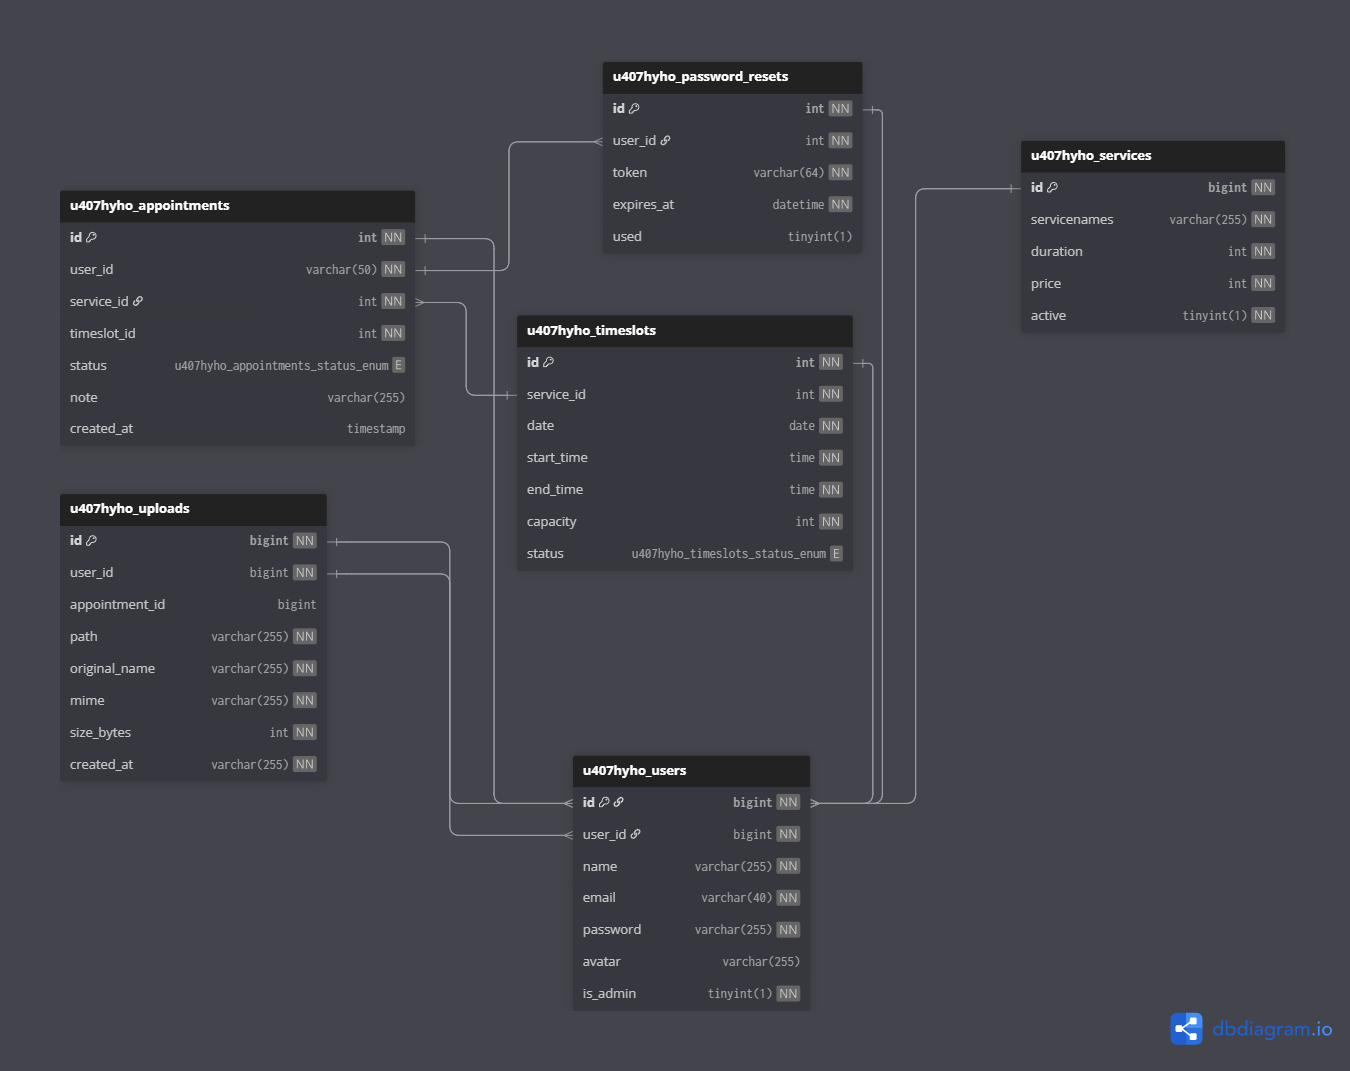 u407hyho_password_resets
id int NN
user_id int NN
token varchar(64) NN
expires_at datetime NN
used tinyint(1)
u407hyho_services
id bigint NN
servicenames varchar(255) NN
duration int NN
price int NN
active tinyint(1) NN
u407hyho_appointments
id int NN
user_id varchar(50) NN
service_id int NN
timeslot_id int NN
status u407hyho_appointments_status_enum E
note varchar(255)
created_at timestamp
u407hyho_timeslots
id int NN
service_id int NN
date date NN
start_time time NN
end_time time NN
capacity int NN
status u407hyho_timeslots_status_enum E
u407hyho_uploads
id bigint NN
user_id bigint NN
appointment_id bigint
path varchar(255) NN
original_name varchar(255) NN
mime varchar(255) NN
size_bytes int NN
created_at varchar(255) NN
u407hyho_users
id bigint NN
user_id bigint NN
name varchar(255) NN
email varchar(40) NN
password varchar(255) NN
avatar varchar(255)
is_admin tinyint(1) NN
dbdiagram.io